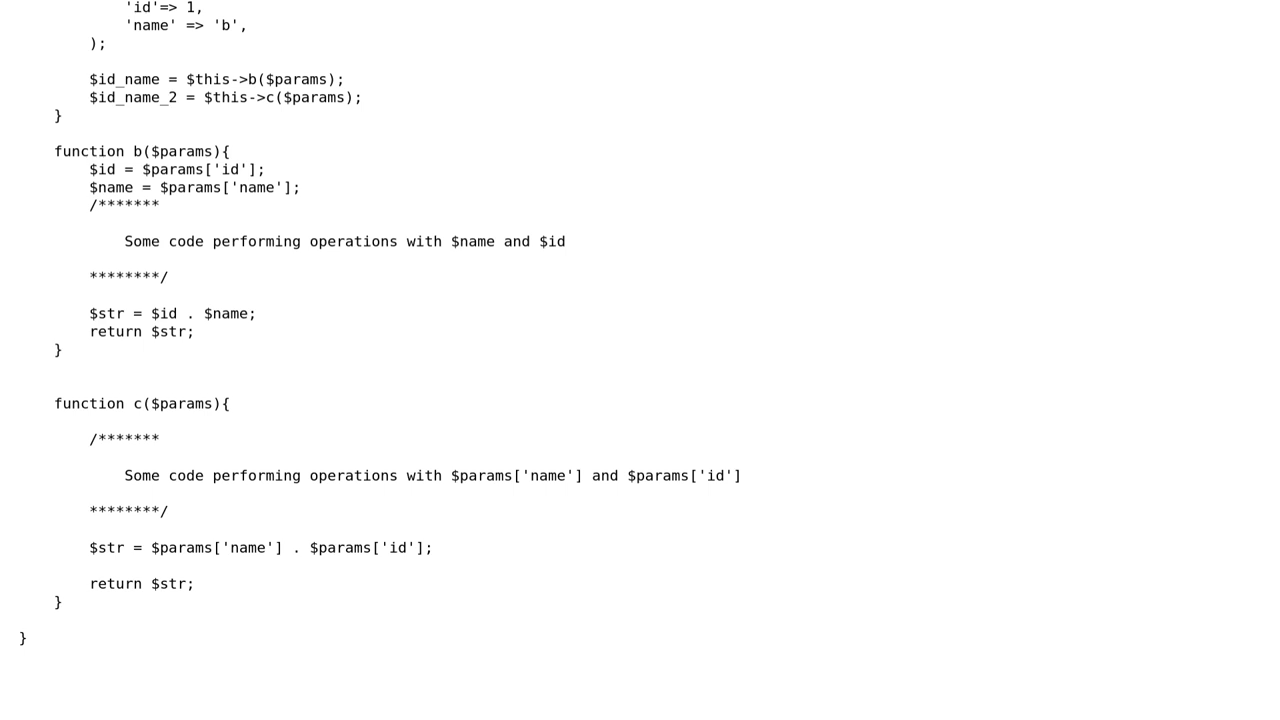 'id'=> 1,
'name' => 'b',
);
$id_name = $this->b($params);
$id_name_2 = $this->c($params);
}
function b($params){
$id = $params['id'];
$name = $params['name'];
/*******
Some code performing operations with $name and $id
********/
$str = $id . $name;
return $str;
}
function c($params){
/*******
Some code performing operations with $params['name'] and $params['id']
********/
$str = $params['name'] . $params['id'];
return $str;
}
}